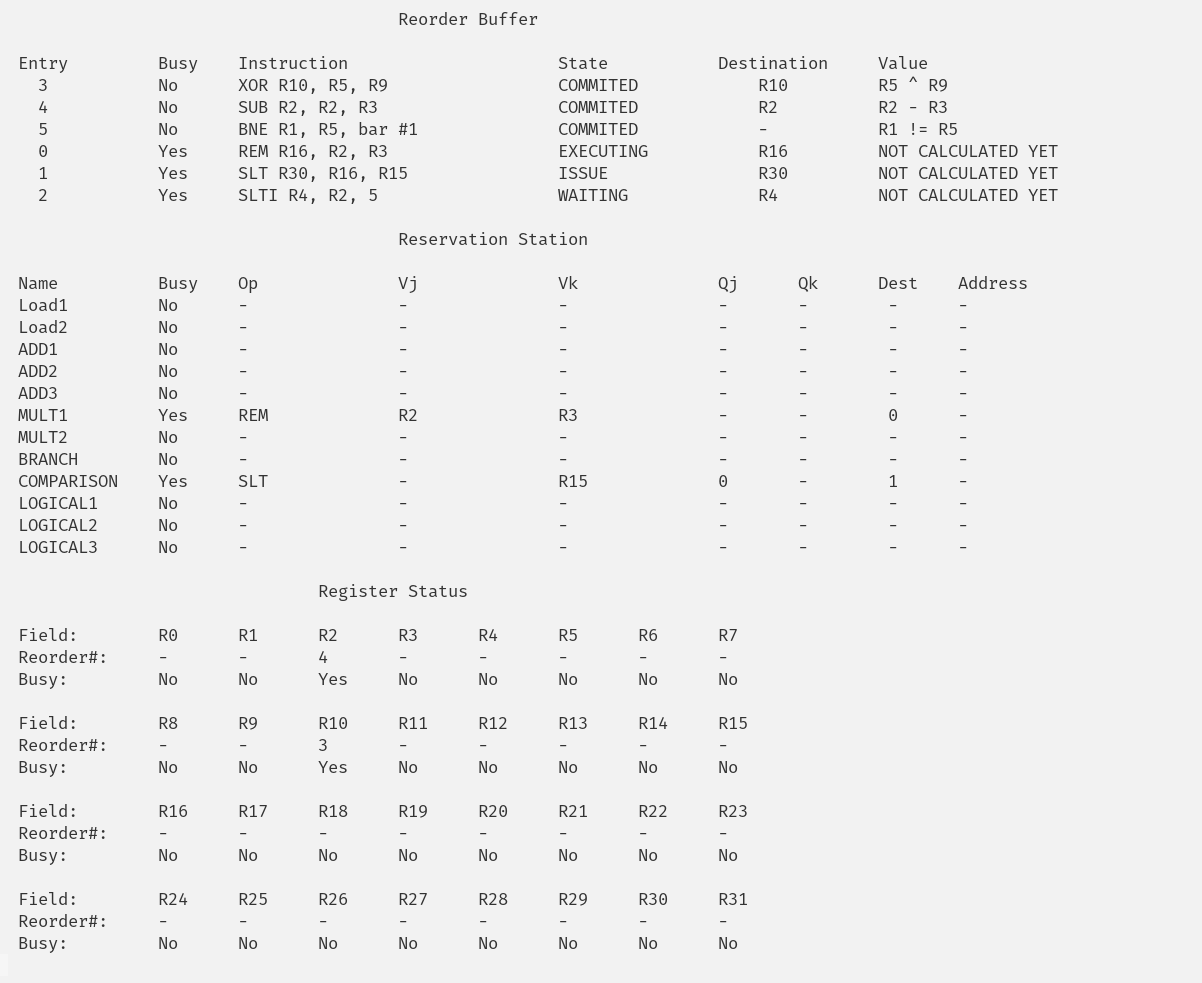 Reorder Buffer
Entry Busy Instruction State Destination Value
3 No XOR R10, R5, R9 COMMITED R10 R5 ^ R9
4 No SUB R2, R2, R3 COMMITED R2 R2 - R3
5 No BNE R1, R5, bar #1 COMMITED - R1 != R5
0 Yes REM R16, R2, R3 EXECUTING R16 NOT CALCULATED YET
1 Yes SLT R30, R16, R15 ISSUE R30 NOT CALCULATED YET
2 Yes SLTI R4, R2, 5 WAITING R4 NOT CALCULATED YET
Reservation Station
Name Busy Op Vj Vk Qj Qk Dest Address
Load1 No - - - - - - -
Load2 No - - - - - - -
ADD1 No - - - - - - -
ADD2 No - - - - - - -
ADD3 No - - - - - - -
MULT1 Yes REM R2 R3 - - 0 -
MULT2 No - - - - - - -
BRANCH No - - - - - - -
COMPARISON Yes SLT - R15 0 - 1 -
LOGICAL1 No - - - - - - -
LOGICAL2 No - - - - - - -
LOGICAL3 No - - - - - - -
Register Status
Field: R0 R1 R2 R3 R4 R5 R6 R7
Reorder#: - - 4 - - - - -
Busy: No No Yes No No No No No
Field: R8 R9 R10 R11 R12 R13 R14 R15
Reorder#: - - 3 - - - - -
Busy: No No Yes No No No No No
Field: R16 R17 R18 R19 R20 R21 R22 R23
Reorder#: - - - - - - - -
Busy: No No No No No No No No
Field: R24 R25 R26 R27 R28 R29 R30 R31
Reorder#: - - - - - - - -
Busy: No No No No No No No No